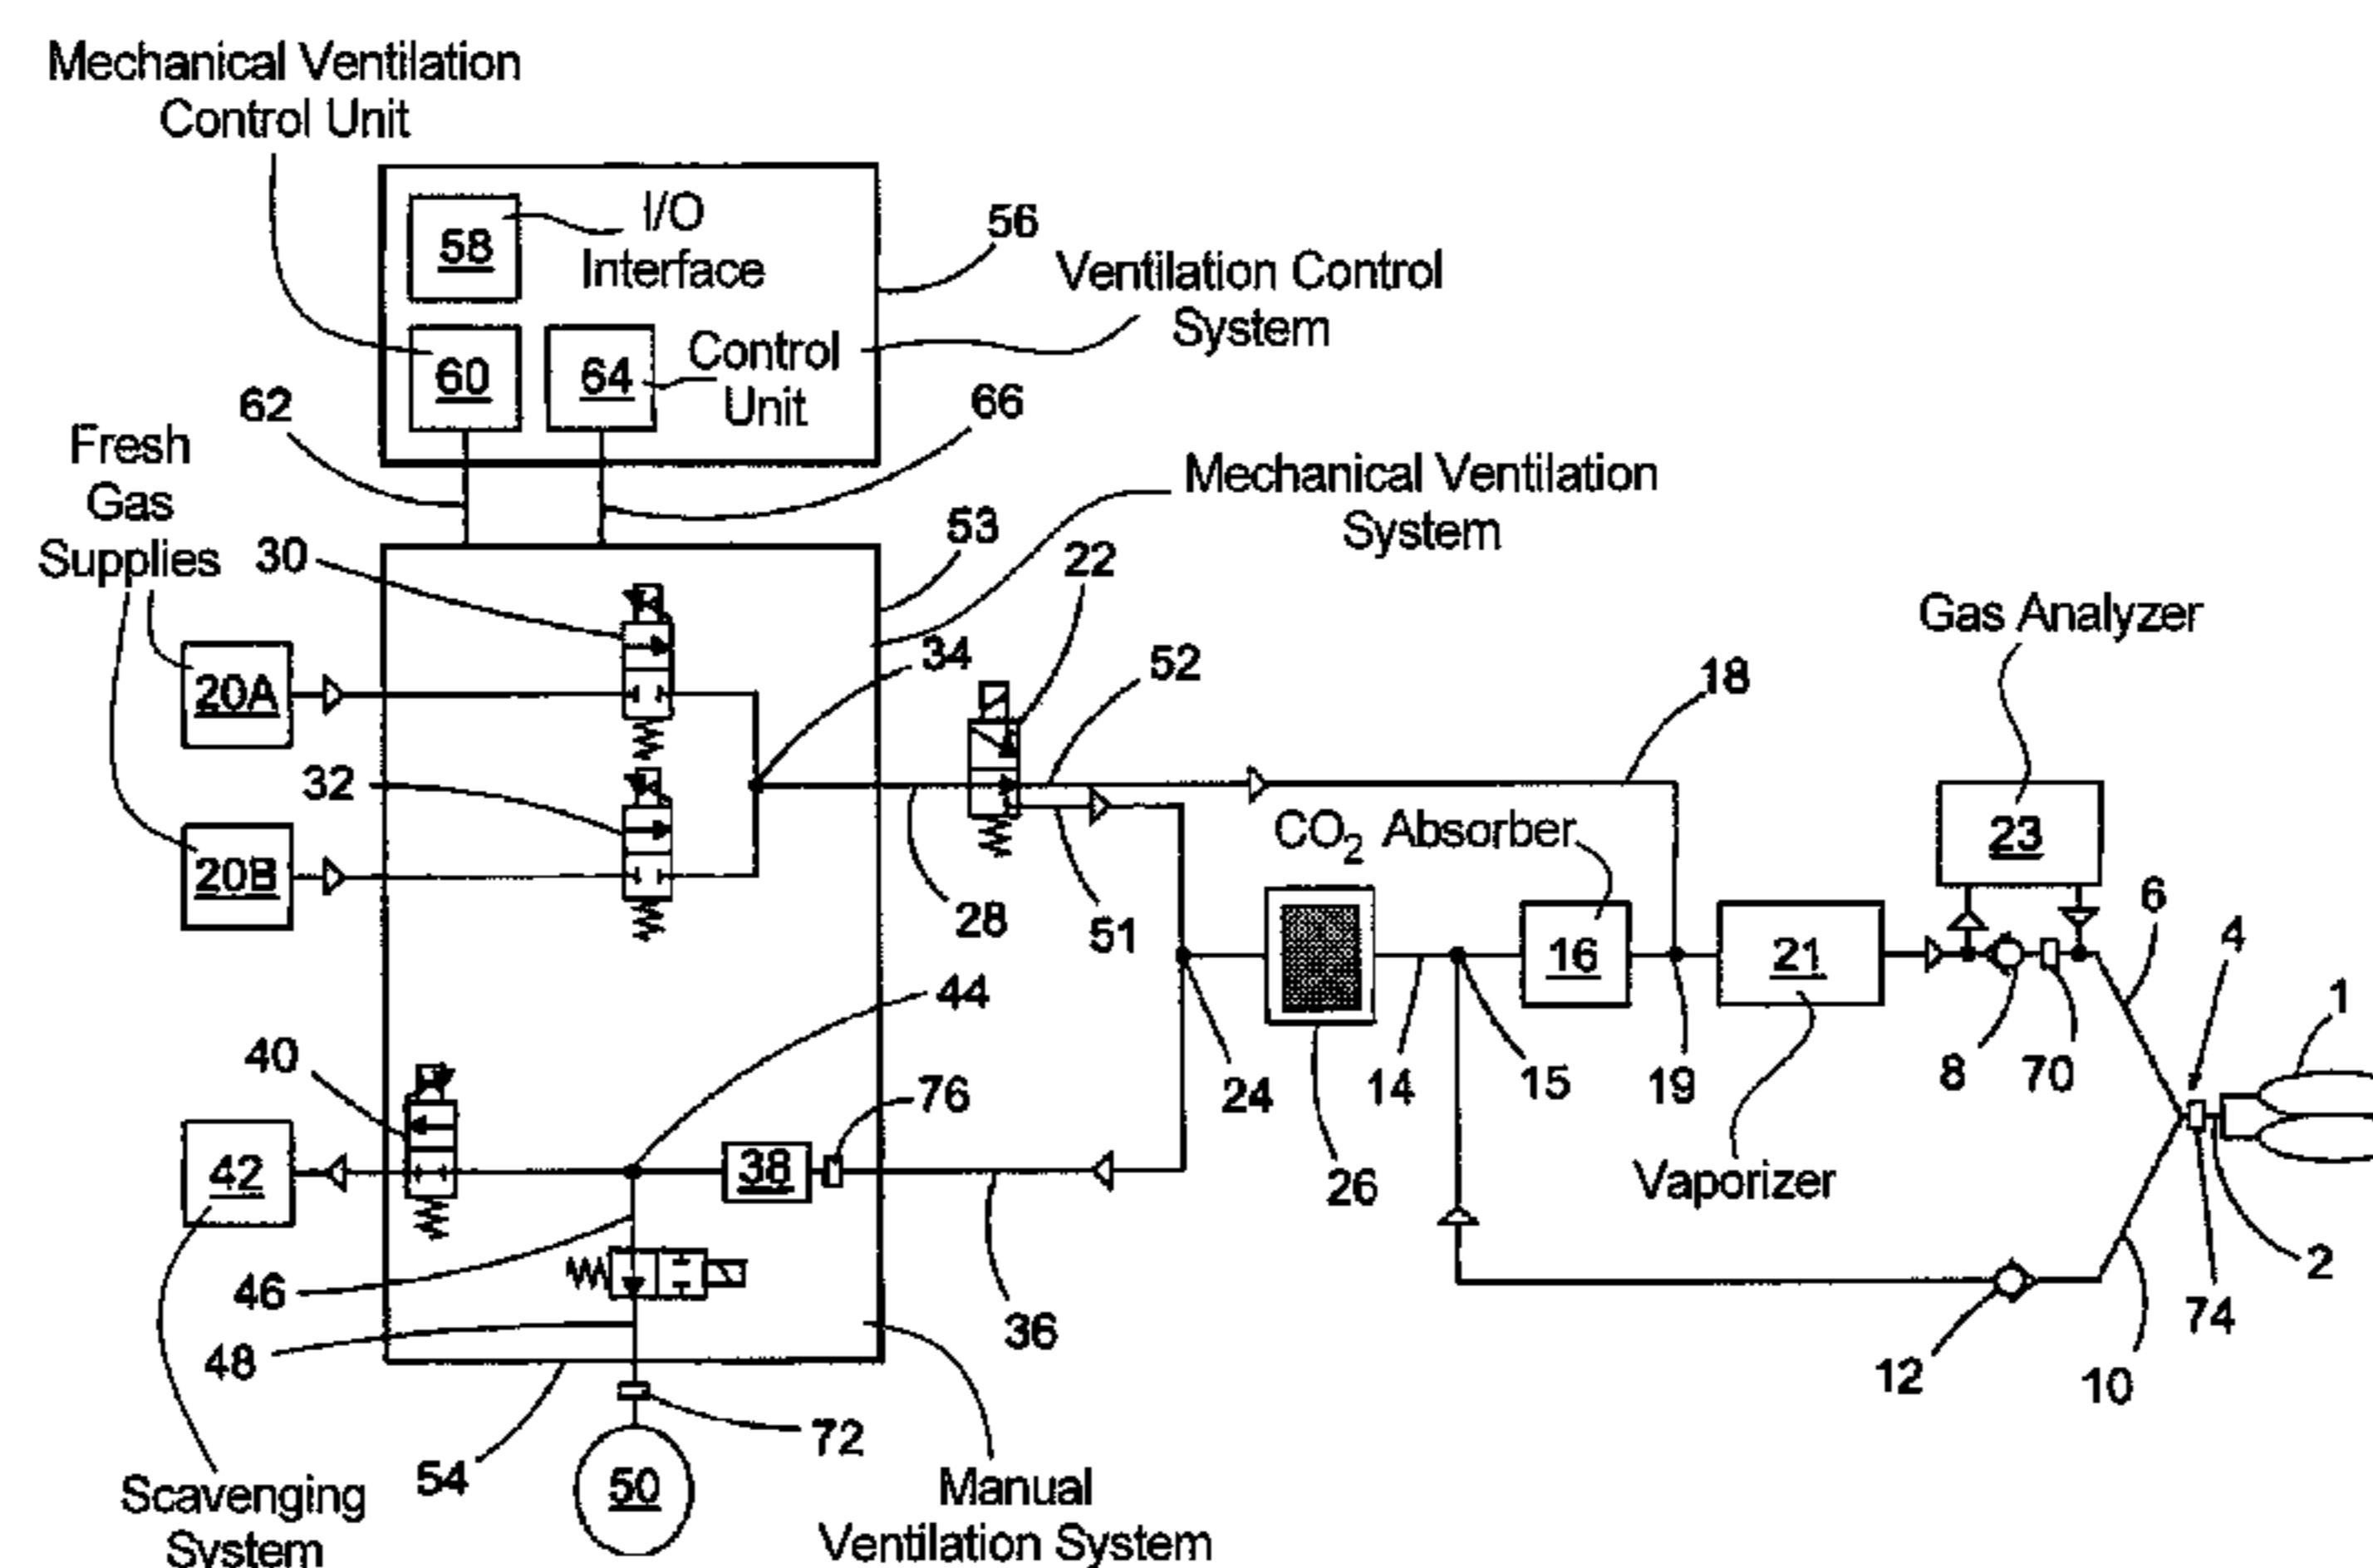 Mechanical Ventilation
Control Unit
58
I/O
Interface
56
Ventilation Control
System
60
64
Control
Unit
62
66
Fresh
Gas
Supplies
Mechanical Ventilation
System
53
22
30
34
52
18
Gas Analyzer
20A
32
CO2 Absorber
23
20B
28
51
6
4
16
21
44
1
40
76
24
14
15
19
8
70
42
38
26
Vaporizer
46
36
2
74
48
12
10
72
54
50
Scavenging
System
Manual
Ventilation System